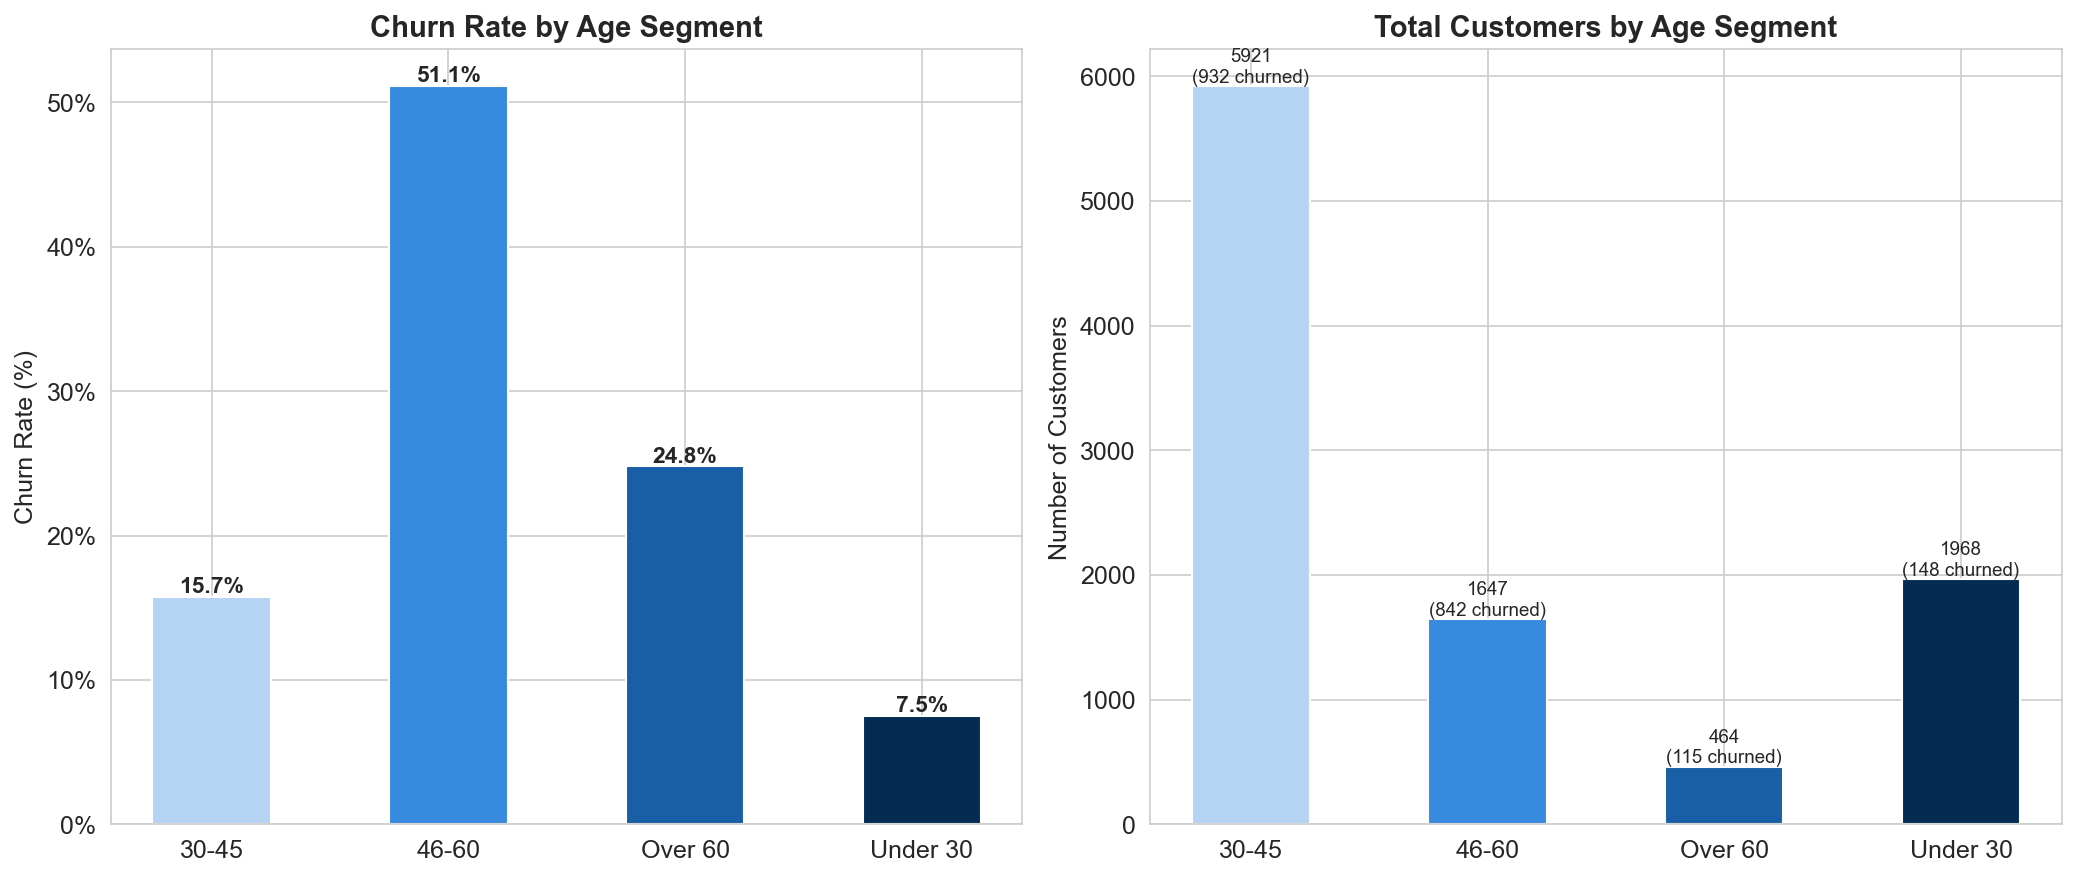 Churn Rate by Age Segment
Churn Rate (%)
50%
40%
30%
20%
10%
0%
15.7%
51.1%
24.8%
7.5%
30-45
46-60
Over 60
Under 30
Total Customers by Age Segment
Number of Customers
6000
5000
4000
3000
2000
1000
0
5921
(932 churned)
1647
(842 churned)
464
(115 churned)
1968
(148 churned)
30-45
46-60
Over 60
Under 30